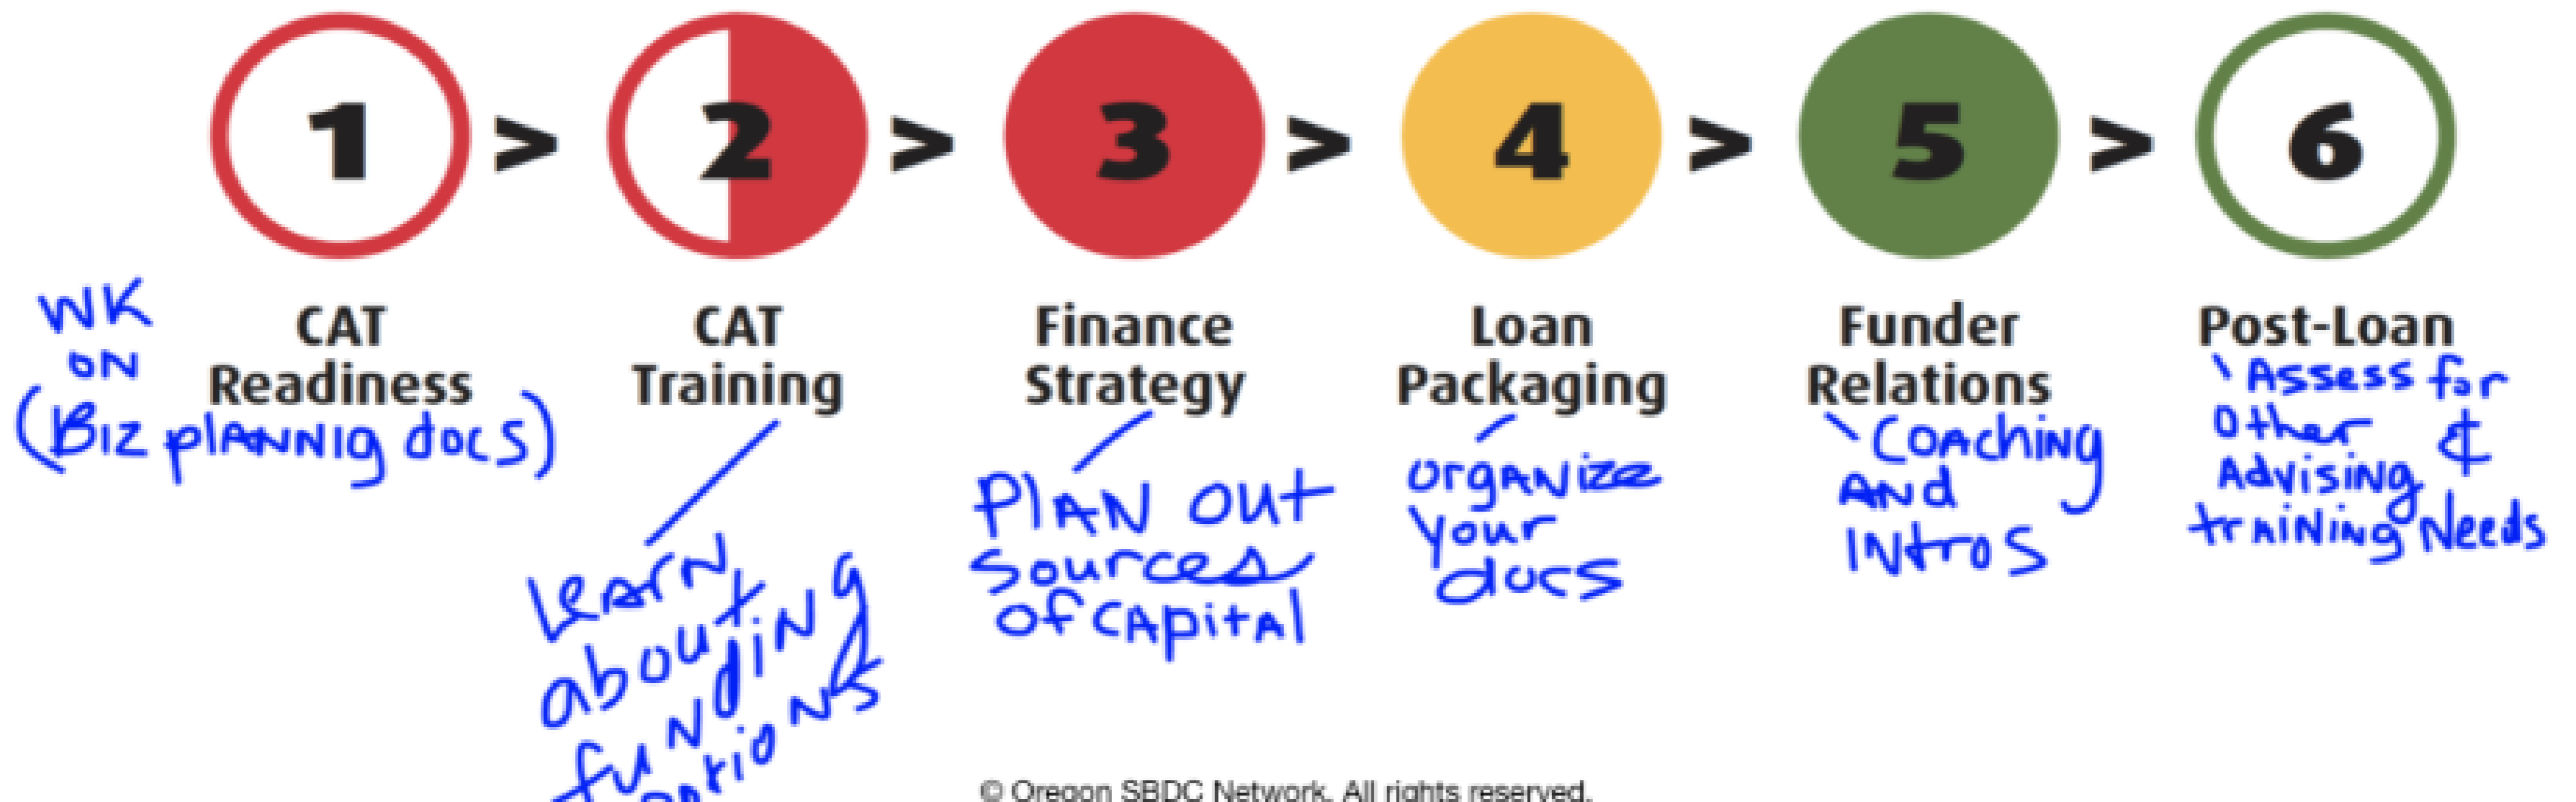 1 > 2 > 3 > 4 > 5 > 6
CAT
Readiness
WK
ON
(Biz plANNIg docs)
CAT
Training
LeARN
about
fuNdiNg
optioNs
Finance
Strategy
PlAN out
sources
of CApitAl
Loan
Packaging
orgANize
your
docs
Funder
Relations
COAching
ANd
INtros
Post-Loan
Assess for
other &
Advising
trAiNiNg Needs
© Oregon SBDC Network. All rights reserved.